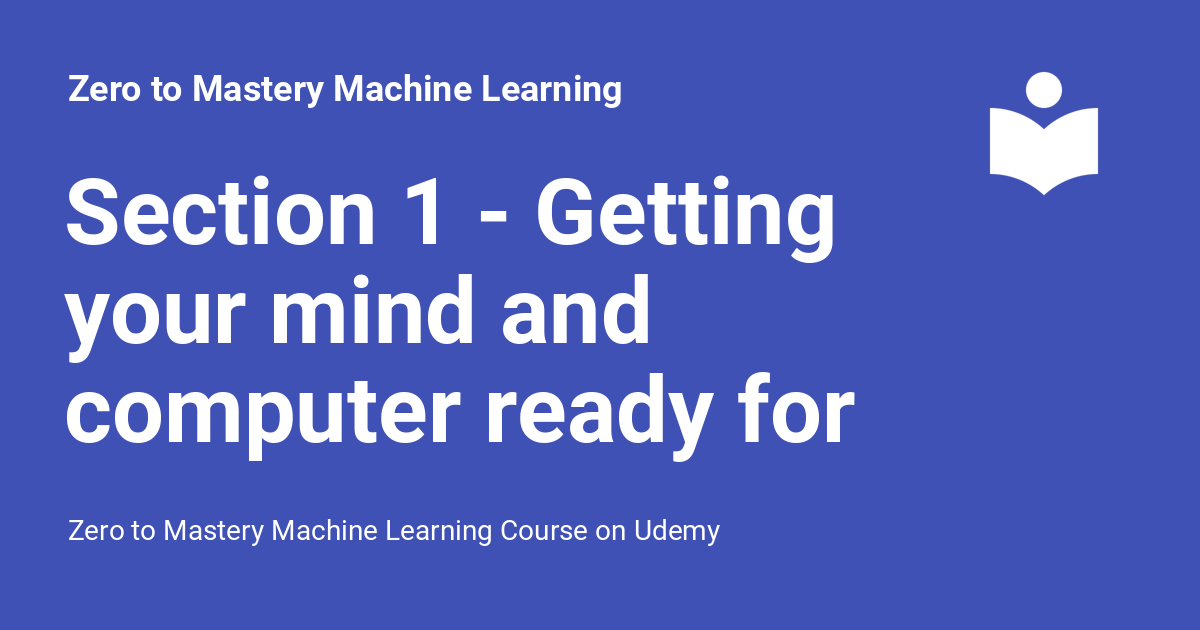 Zero to Mastery Machine Learning
Section 1 - Getting
your mind and
computer ready for
Zero to Mastery Machine Learning Course on Udemy